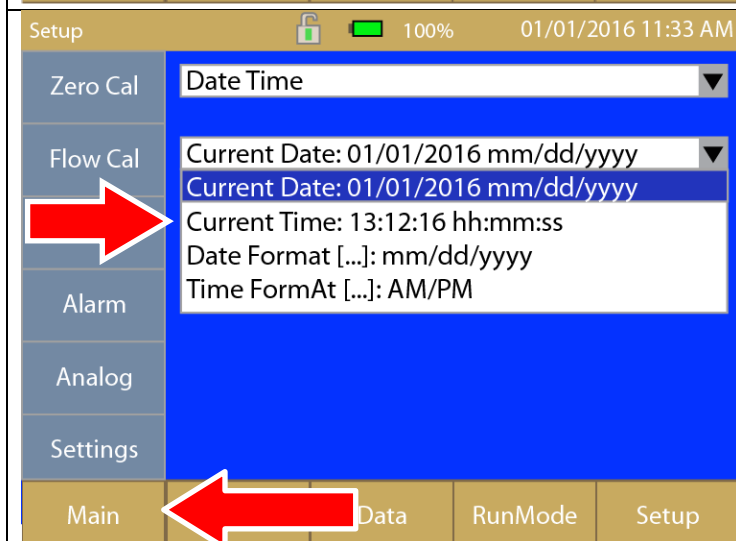 Setup 100% 01/01/2016 11:33 AM
Zero Cal
Date Time
Flow Cal
Current Date: 01/01/2016 mm/dd/yyyy
Current Date: 01/01/2016 mm/dd/yyyy
Current Time: 13:12:16 hh:mm:ss
Date Format [...]: mm/dd/yyyy
Time FormAt [...]: AM/PM
Alarm
Analog
Settings
Main Data RunMode Setup